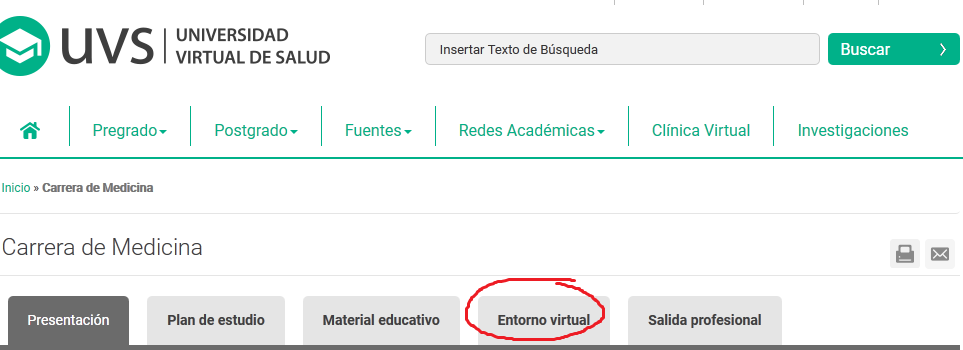 UVS UNIVERSIDAD
VIRTUAL DE SALUD
Insertar Texto de Búsqueda
Buscar
Pregrado Postgrado Fuentes Redes Académicas Clínica Virtual Investigaciones
Inicio » Carrera de Medicina
Carrera de Medicina
Presentación Plan de estudio Material educativo Entorno virtual Salida profesional